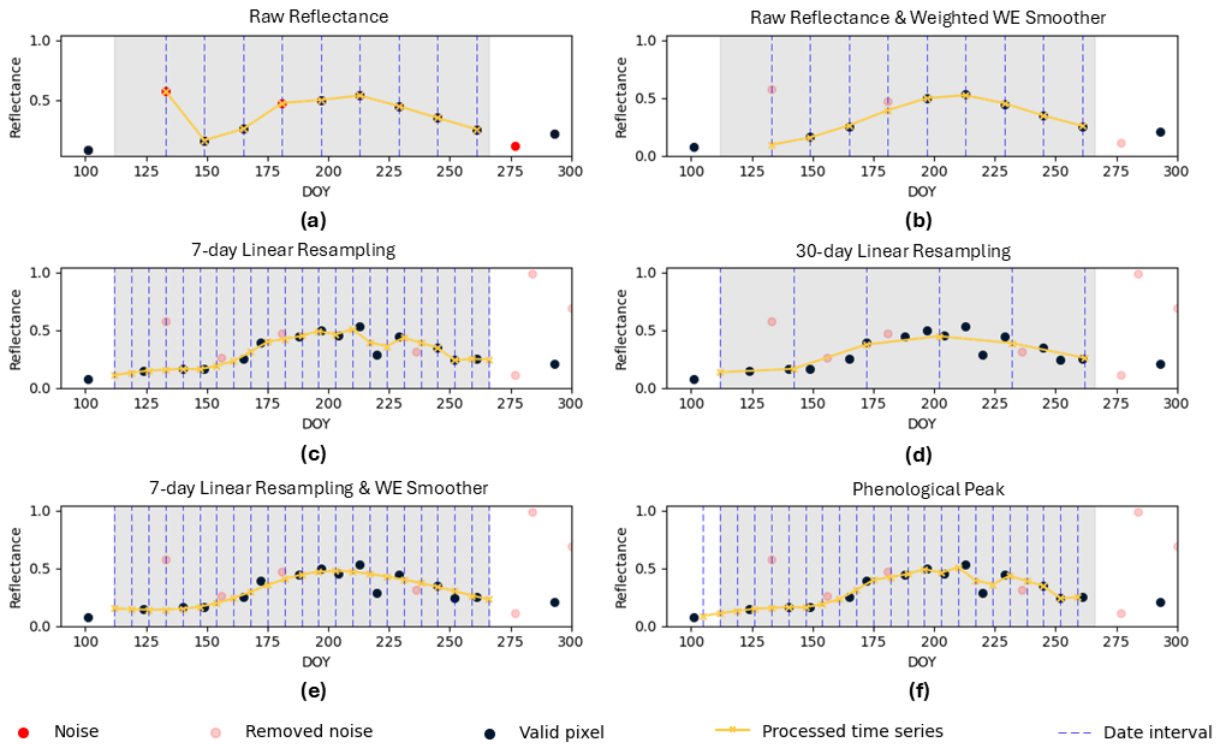 Raw Reflectance
Raw Reflectance & Weighted WE Smoother
1.0
0.5
Reflectance
100 125 150 175 200 225 250 275 300
DOY
(a)
1.0
0.5
0.0
Reflectance
100 125 150 175 200 225 250 275 300
DOY
(b)
7-day Linear Resampling
30-day Linear Resampling
1.0
0.5
0.0
Reflectance
100 125 150 175 200 225 250 275 300
DOY
(c)
1.0
0.5
0.0
Reflectance
100 125 150 175 200 225 250 275 300
DOY
(d)
7-day Linear Resampling & WE Smoother
Phenological Peak
1.0
0.5
0.0
Reflectance
100 125 150 175 200 225 250 275 300
DOY
(e)
1.0
0.5
0.0
Reflectance
100 125 150 175 200 225 250 275 300
DOY
(f)
Noise Removed noise Valid pixel Processed time series Date interval